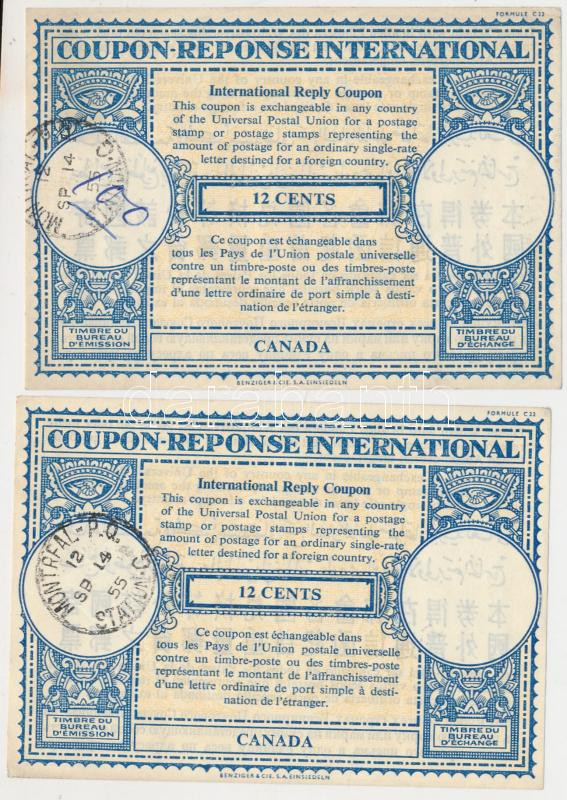 FORMULE C22
COUPON-REPONSE INTERNATIONAL
International Reply Coupon
This coupon is exchangeable in any country
of the Universal Postal Union for a postage
stamp or postage stamps representing the
amount of postage for an ordinary single-rate
letter destined for a foreign country.
12 CENTS
Ce coupon est échangeable dans
tous les Pays de l'Union postale universelle
contre un timbre-poste ou des timbres-poste
représentant le montant de l'affranchissement
d'une lettre ordinaire de port simple à desti-
nation de l'étranger.
12
SP 14
55
100
TIMBRE DU
BUREAU
D'ÉMISSION
CANADA
TIMBRE DU
BUREAU
D'ÉCHANGE
BENZIGER & CIE. S.A. EINSIEDELN
darabanth
FORMULE C22
COUPON-REPONSE INTERNATIONAL
International Reply Coupon
This coupon is exchangeable in any country
of the Universal Postal Union for a postage
stamp or postage stamps representing the
amount of postage for an ordinary single-rate
letter destined for a foreign country.
12 CENTS
Ce coupon est échangeable dans
tous les Pays de l'Union postale universelle
contre un timbre-poste ou des timbres-poste
représentant le montant de l'affranchissement
d'une lettre ordinaire de port simple à desti-
nation de l'étranger.
MONTREAL - P.Q.
12
SP 14
55
STATION D
TIMBRE DU
BUREAU
D'ÉMISSION
CANADA
TIMBRE DU
BUREAU
D'ÉCHANGE
BENZIGER & CIE. S.A. EINSIEDELN